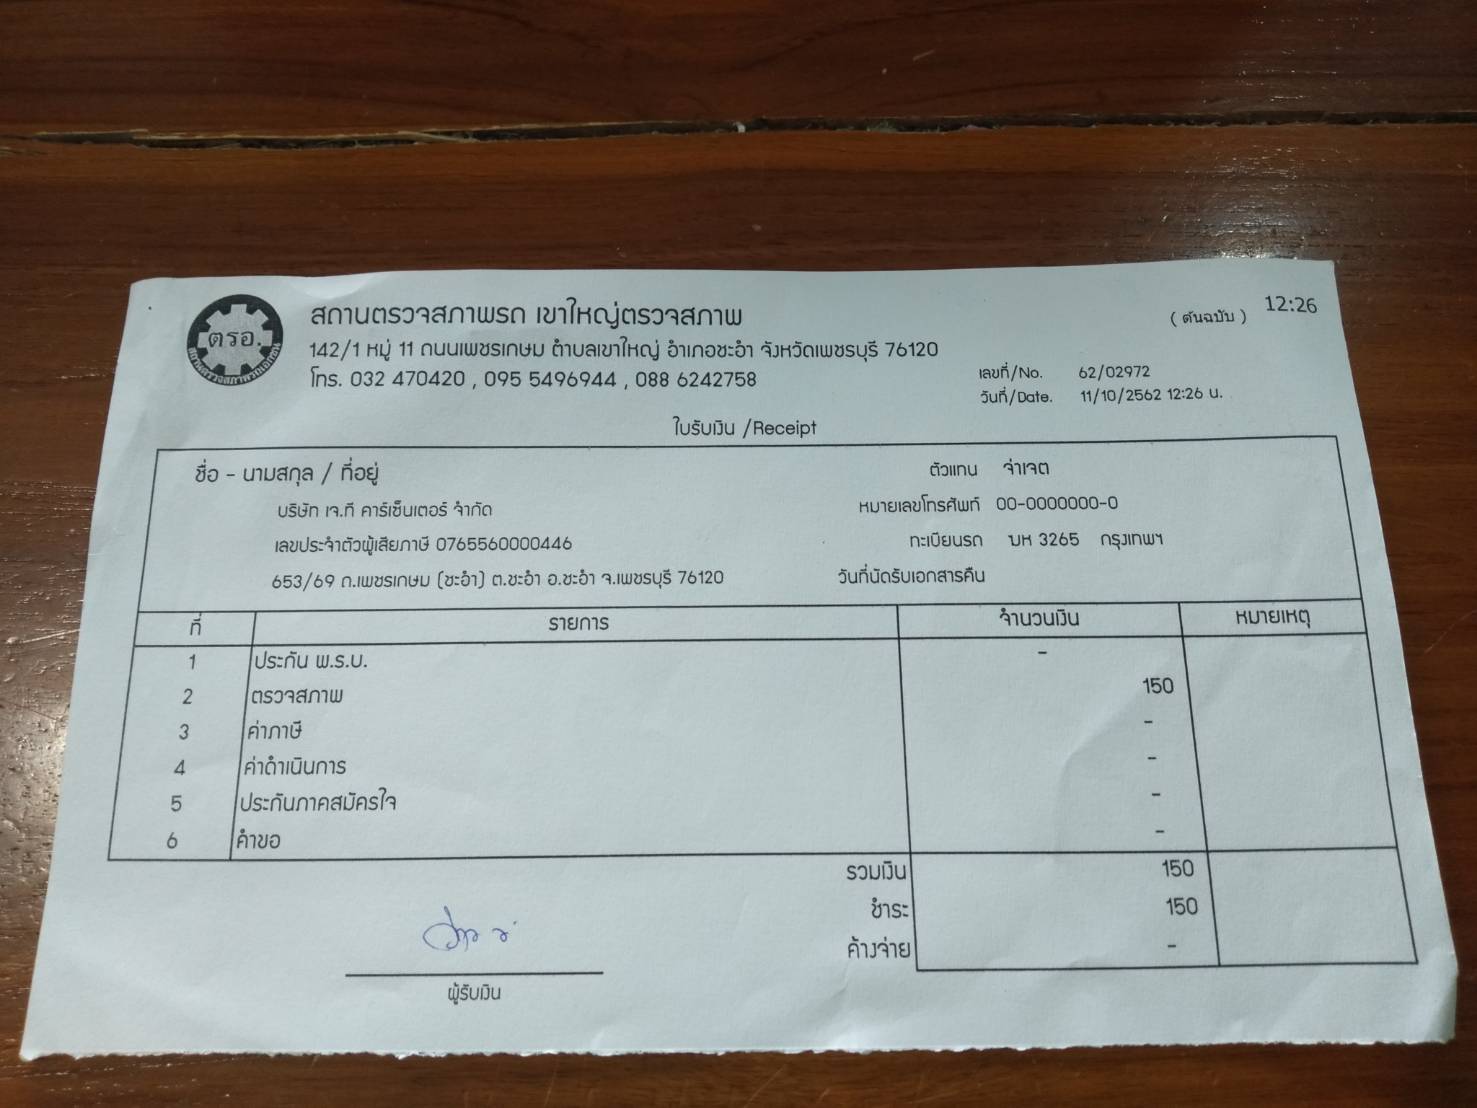 ตรอ.
สถานตรวจสภาพรถเอกชน
สถานตรวจสภาพรถ เขาใหญ่ตรวจสภาพ
( ต้นฉบับ ) 12:26
142/1 หมู่ 11 ถนนเพชรเกษม ตำบลเขาใหญ่ อำเภอชะอำ จังหวัดเพชรบุรี 76120
โทร. 032 470420 , 095 5496944 , 088 6242758
เลขที่/No. 62/02972
วันที่/Date. 11/10/2562 12:26 น.
ใบรับเงิน /Receipt
ชื่อ - นามสกุล / ที่อยู่ ตัวแทน จ่าเจต
บริษัท เจ.ที คาร์เซ็นเตอร์ จำกัด หมายเลขโทรศัพท์ 00-0000000-0
เลขประจำตัวผู้เสียภาษี 0765560000446 ทะเบียนรถ บห 3265 กรุงเทพฯ
653/69 ถ.เพชรเกษม (ชะอำ) ต.ชะอำ อ.ชะอำ จ.เพชรบุรี 76120 วันที่นัดรับเอกสารคืน
ที่ รายการ จำนวนเงิน หมายเหตุ
1 ประกัน พ.ร.บ. -
2 ตรวจสภาพ 150
3 ค่าภาษี -
4 ค่าดำเนินการ -
5 ประกันภาคสมัครใจ -
6 คำขอ -
รวมเงิน 150
ชำระ 150
ค้างจ่าย -
ผู้รับเงิน